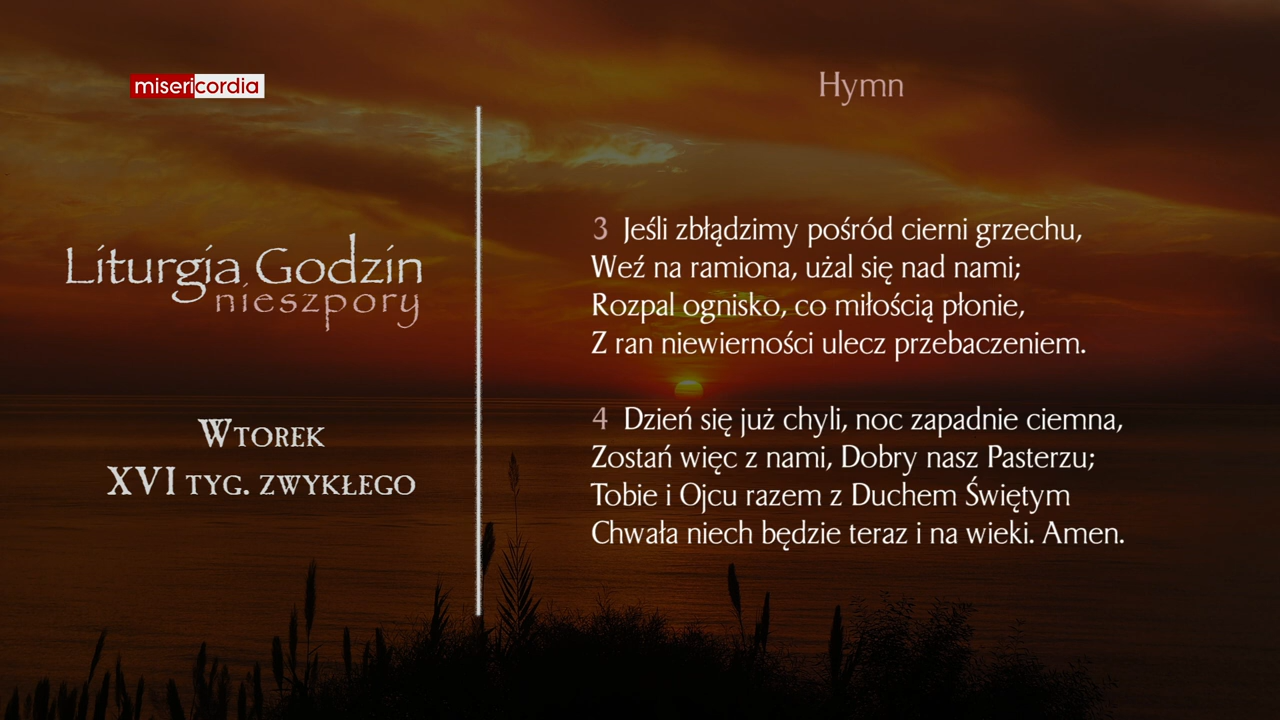 misericordia
Hymn
Liturgia Godzin
nieszpory
Wtorek
XVI tyg. zwykłego
3 Jeśli zbłądzimy pośród cierni grzechu,
Weź na ramiona, użal się nad nami;
Rozpal ognisko, co miłością płonie,
Z ran niewierności ulecz przebaczeniem.
4 Dzień się już chyli, noc zapadnie ciemna,
Zostań więc z nami, Dobry nasz Pasterzu;
Tobie i Ojcu razem z Duchem Świętym
Chwała niech będzie teraz i na wieki. Amen.